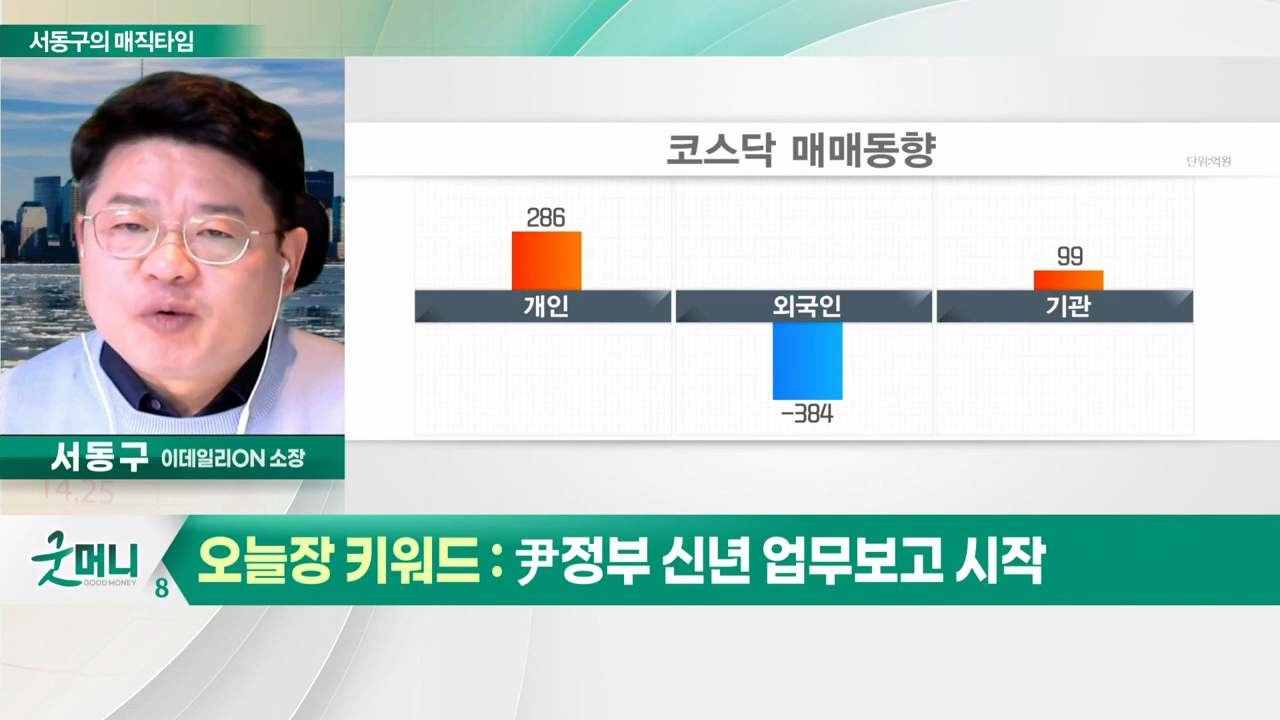 서동구의 매직타임
코스닥 매매동향
단위:억원
286
99
개인
외국인
기관
-384
서동구 이데일리ON 소장
14.25
굿머니
GOOD MONEY
8
오늘장 키워드 : 尹정부 신년 업무보고 시작